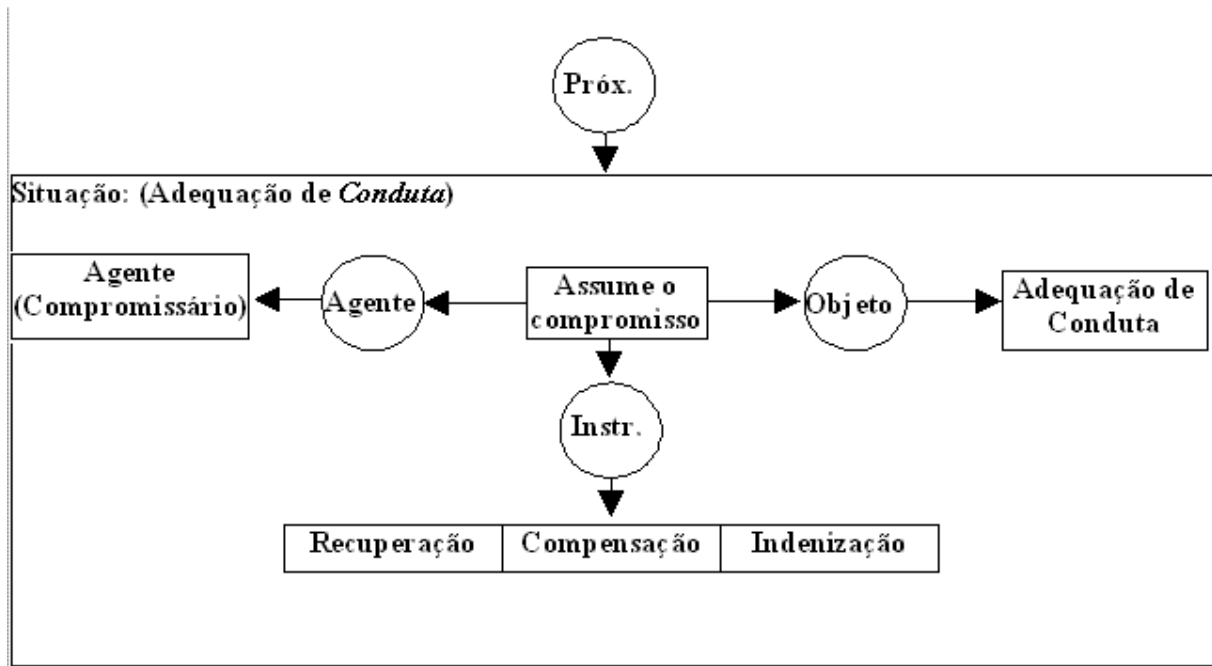 Próx.
Situação: (Adequação de Conduta)
Agente
(Compromissário)
Agente
Assume o
compromisso
Objeto
Adequação de
Conduta
Instr.
Recuperação
Compensação
Indenização